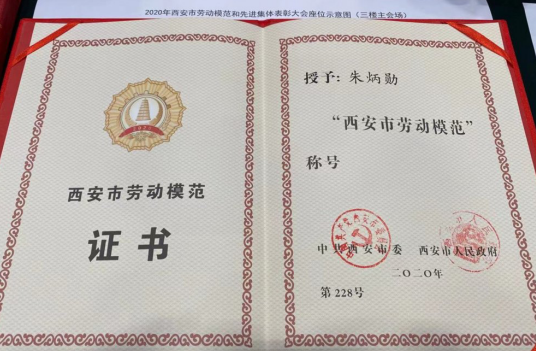 2020年西安市劳动模范和先进集体表彰大会座位示意图（三楼主会场）
西安市劳动模范
证书
授予：朱炳勋
“西安市劳动模范”
称号
中共西安市委 西安市人民政府
二〇二〇年
第228号